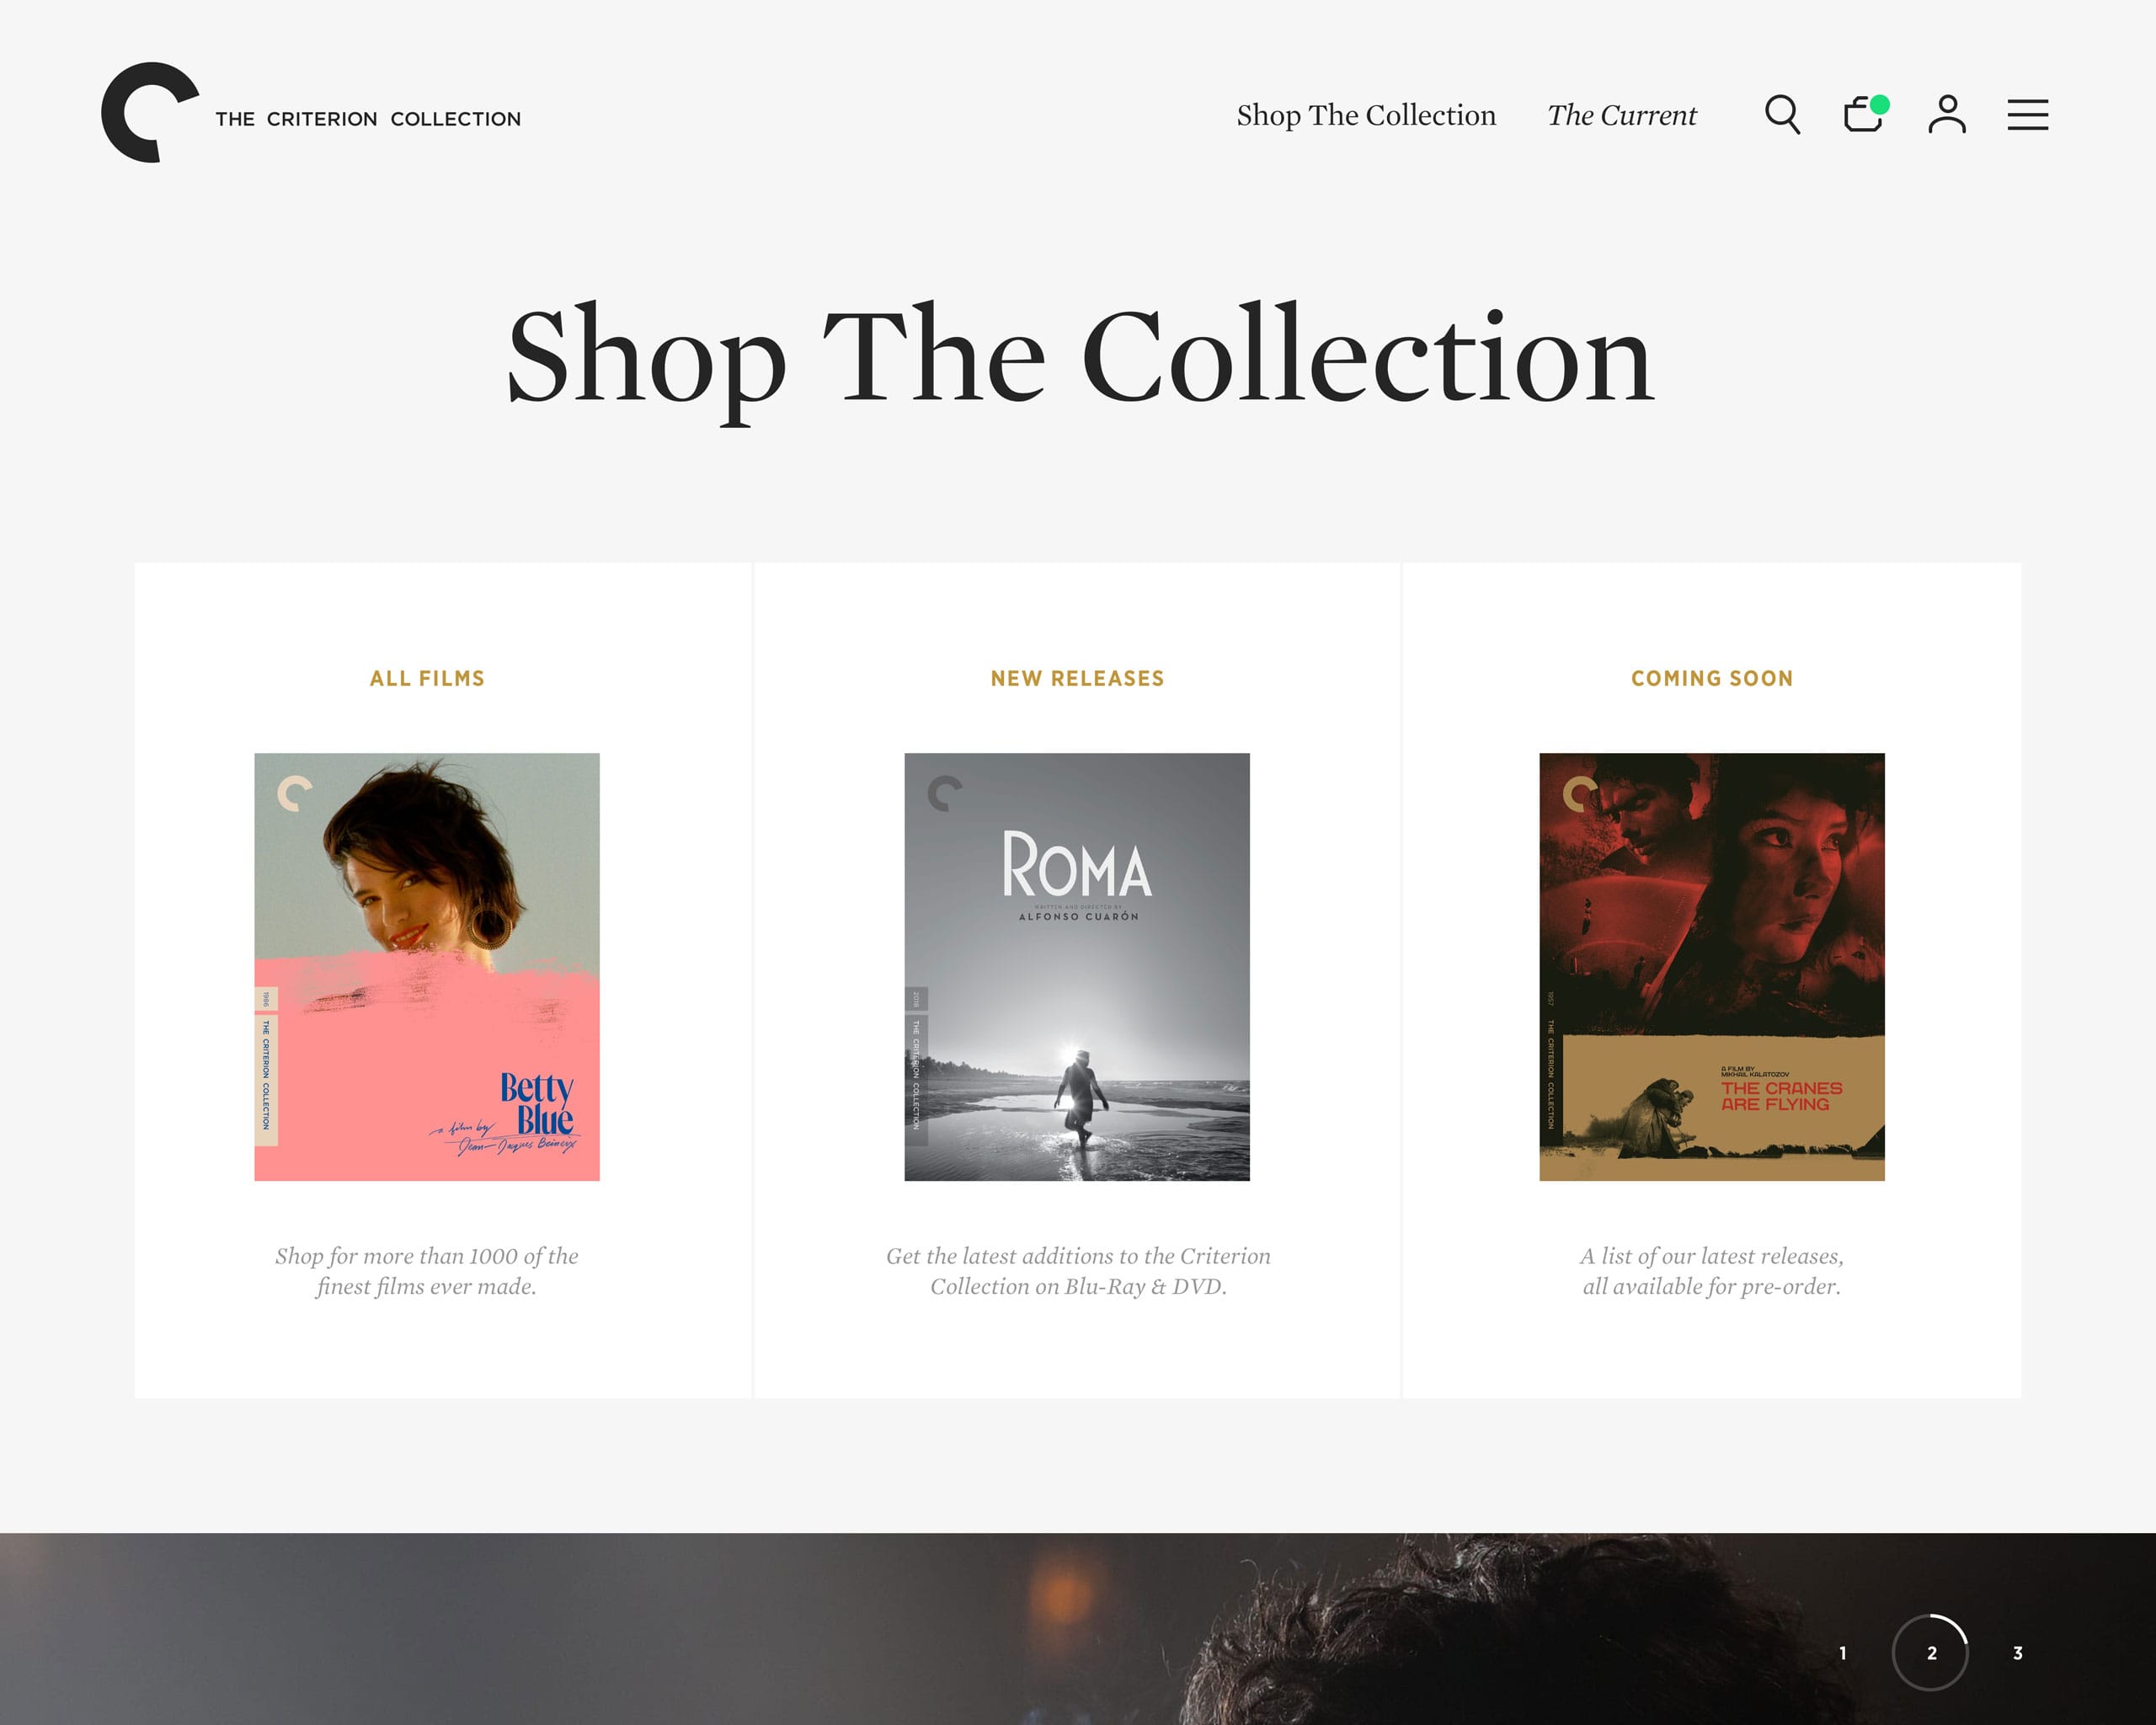 THE CRITERION COLLECTION
Shop The Collection
The Current
Shop The Collection
ALL FILMS
1986
THE CRITERION COLLECTION
Betty
Blue
a film by
Jean-Jacques Beineix
Shop for more than 1000 of the
finest films ever made.
NEW RELEASES
ROMA
WRITTEN AND DIRECTED BY
ALFONSO CUARÓN
2018
THE CRITERION COLLECTION
Get the latest additions to the Criterion
Collection on Blu-Ray & DVD.
COMING SOON
1957
THE CRITERION COLLECTION
A FILM BY
MIKHAIL KALATOZOV
THE CRANES
ARE FLYING
A list of our latest releases,
all available for pre-order.
1 2 3